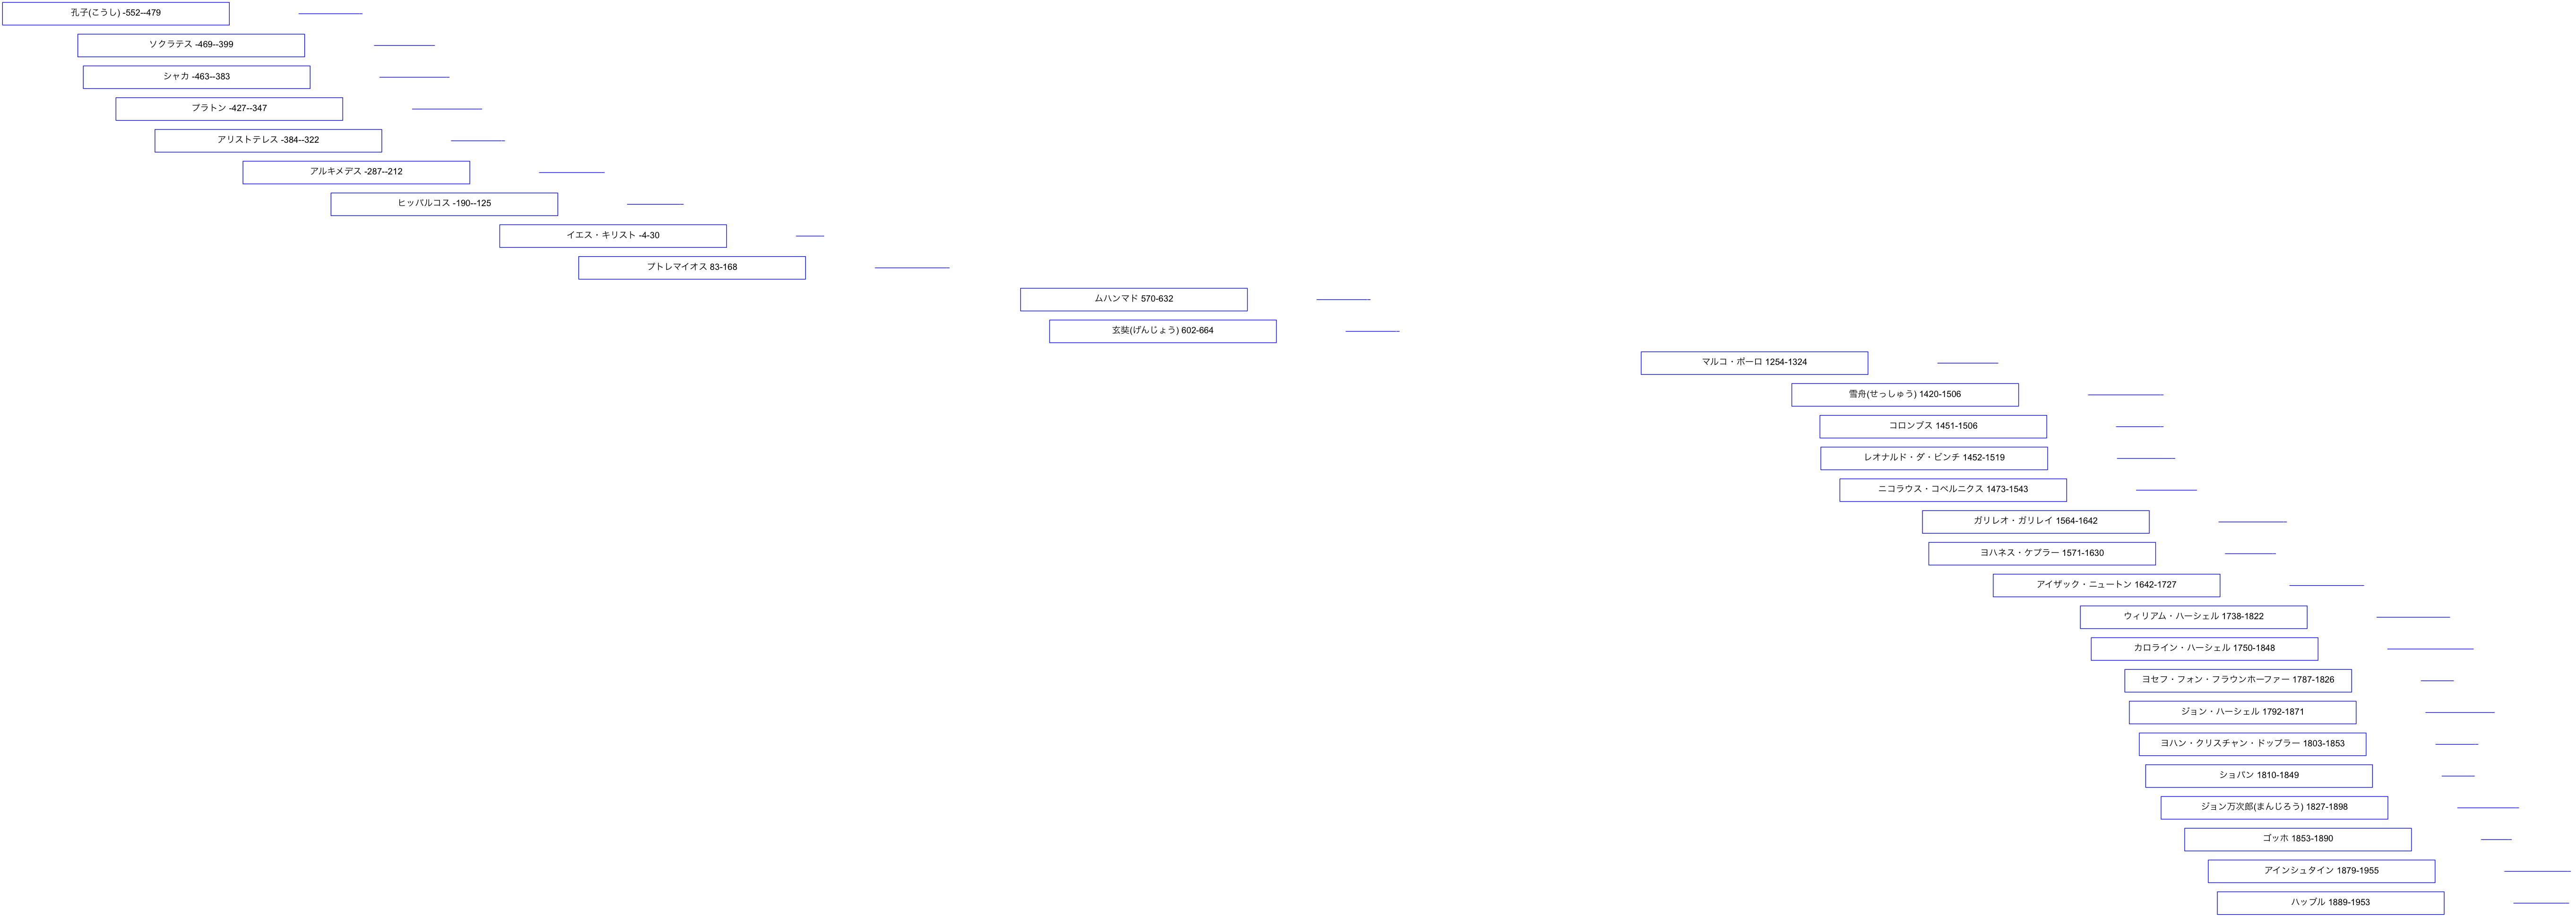 孔子(こうし) -552--479
ソクラテス -469--399
シャカ -463--383
プラトン -427--347
アリストテレス -384--322
アルキメデス -287--212
ヒッパルコス -190--125
イエス・キリスト -4-30
プトレマイオス 83-168
ムハンマド 570-632
玄奘(げんじょう) 602-664
マルコ・ポーロ 1254-1324
雪舟(せっしゅう) 1420-1506
コロンブス 1451-1506
レオナルド・ダ・ビンチ 1452-1519
ニコラウス・コペルニクス 1473-1543
ガリレオ・ガリレイ 1564-1642
ヨハネス・ケプラー 1571-1630
アイザック・ニュートン 1642-1727
ウィリアム・ハーシェル 1738-1822
カロライン・ハーシェル 1750-1848
ヨセフ・フォン・フラウンホーファー 1787-1826
ジョン・ハーシェル 1792-1871
ヨハン・クリスチャン・ドップラー 1803-1853
ショパン 1810-1849
ジョン万次郎(まんじろう) 1827-1898
ゴッホ 1853-1890
アインシュタイン 1879-1955
ハッブル 1889-1953